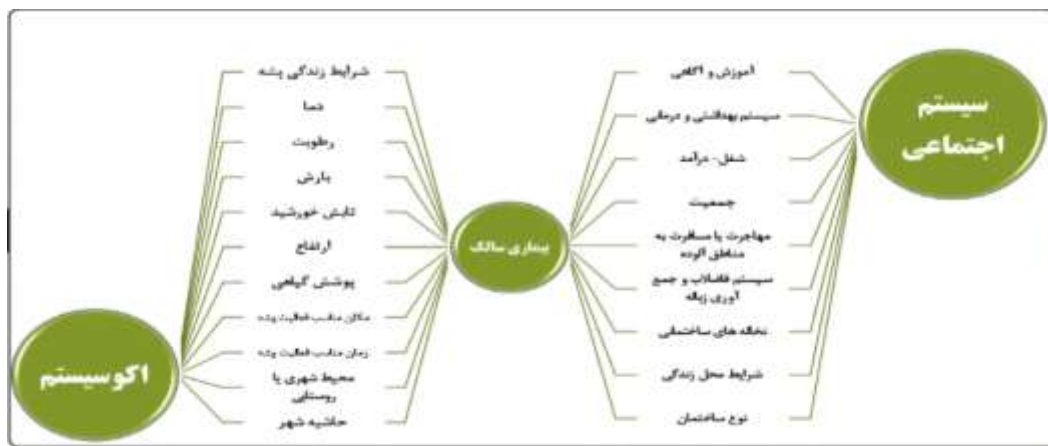 سیستم
اجتماعی
آموزش و آگاهی
سیستم بهداشتی و درمانی
شغل- درآمد
جمعیت
مهاجرت یا مسافرت به
مناطق آلوده
سیستم فاضلاب و جمع
آوری زباله
نخاله های ساختمانی
شرایط محل زندگی
نوع ساختمان
بیماری سالک
شرایط زندگی پشه
دما
رطوبت
بارش
تابش خورشید
ارتفاع
پوشش گیاهی
مکان مناسب فعالیت پشه
زمان مناسب فعالیت پشه
محیط شهری یا
روستایی
حاشیه شهر
اکوسیستم